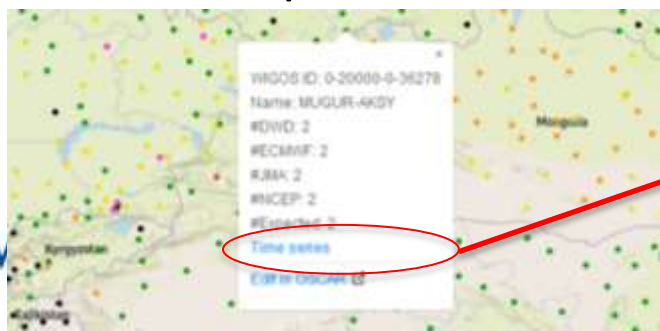 ×
WIGOS ID: 0-20000-0-36278
Name: MUGUR-AKSY
#DWD: 2
#ECMWF: 2
#JMA: 2
#NCEP: 2
#Expected: 2
Time series
Edit in OSCAR
Mongolia
Kyrgyzstan
Tajikistan